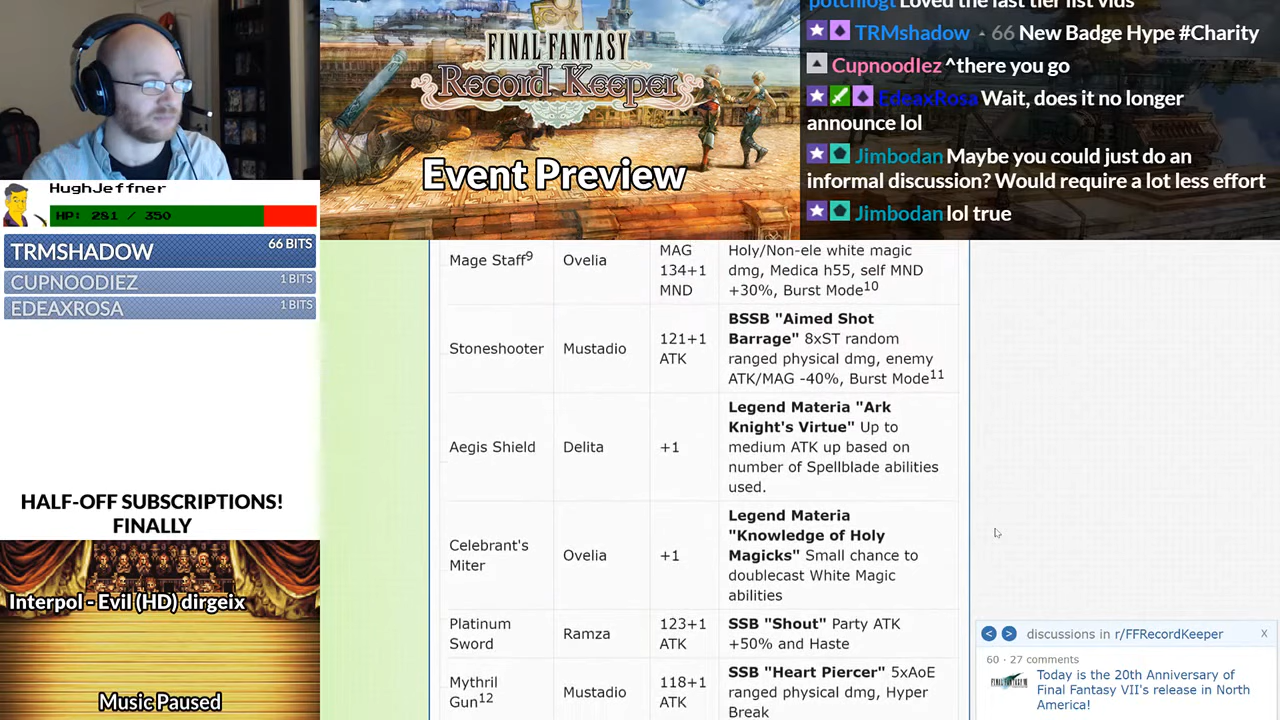 FINAL FANTASY
Record Keeper
Event Preview
potchiogt Loved the last tier list vids
TRMshadow 66 New Badge Hype #Charity
Cupnoodlez ^there you go
EdeaxRosa Wait, does it no longer
announce lol
Jimbodan Maybe you could just do an
informal discussion? Would require a lot less effort
Jimbodan lol true
HughJeffner
HP: 281 / 350
TRMSHADOW 66 BITS
CUPNOODIEZ 1 BITS
EDEAXROSA 1 BITS
HALF-OFF SUBSCRIPTIONS!
FINALLY
Interpol - Evil (HD) dirgeix
Music Paused
Mage Staff9
Ovelia
MAG
134+1
MND
Holy/Non-ele white magic
dmg, Medica h55, self MND
+30%, Burst Mode10
Stoneshooter
Mustadio
121+1
ATK
BSSB "Aimed Shot
Barrage" 8xST random
ranged physical dmg, enemy
ATK/MAG -40%, Burst Mode11
Aegis Shield
Delita
+1
Legend Materia "Ark
Knight's Virtue" Up to
medium ATK up based on
number of Spellblade abilities
used.
Celebrant's
Miter
Ovelia
+1
Legend Materia
"Knowledge of Holy
Magicks" Small chance to
doublecast White Magic
abilities
Platinum
Sword
Ramza
123+1
ATK
SSB "Shout" Party ATK
+50% and Haste
Mythril
Gun12
Mustadio
118+1
ATK
SSB "Heart Piercer" 5xAoE
ranged physical dmg, Hyper
Break
< > discussions in r/FFRecordKeeper X
60 · 27 comments
Today is the 20th Anniversary of
Final Fantasy VII's release in North
America!